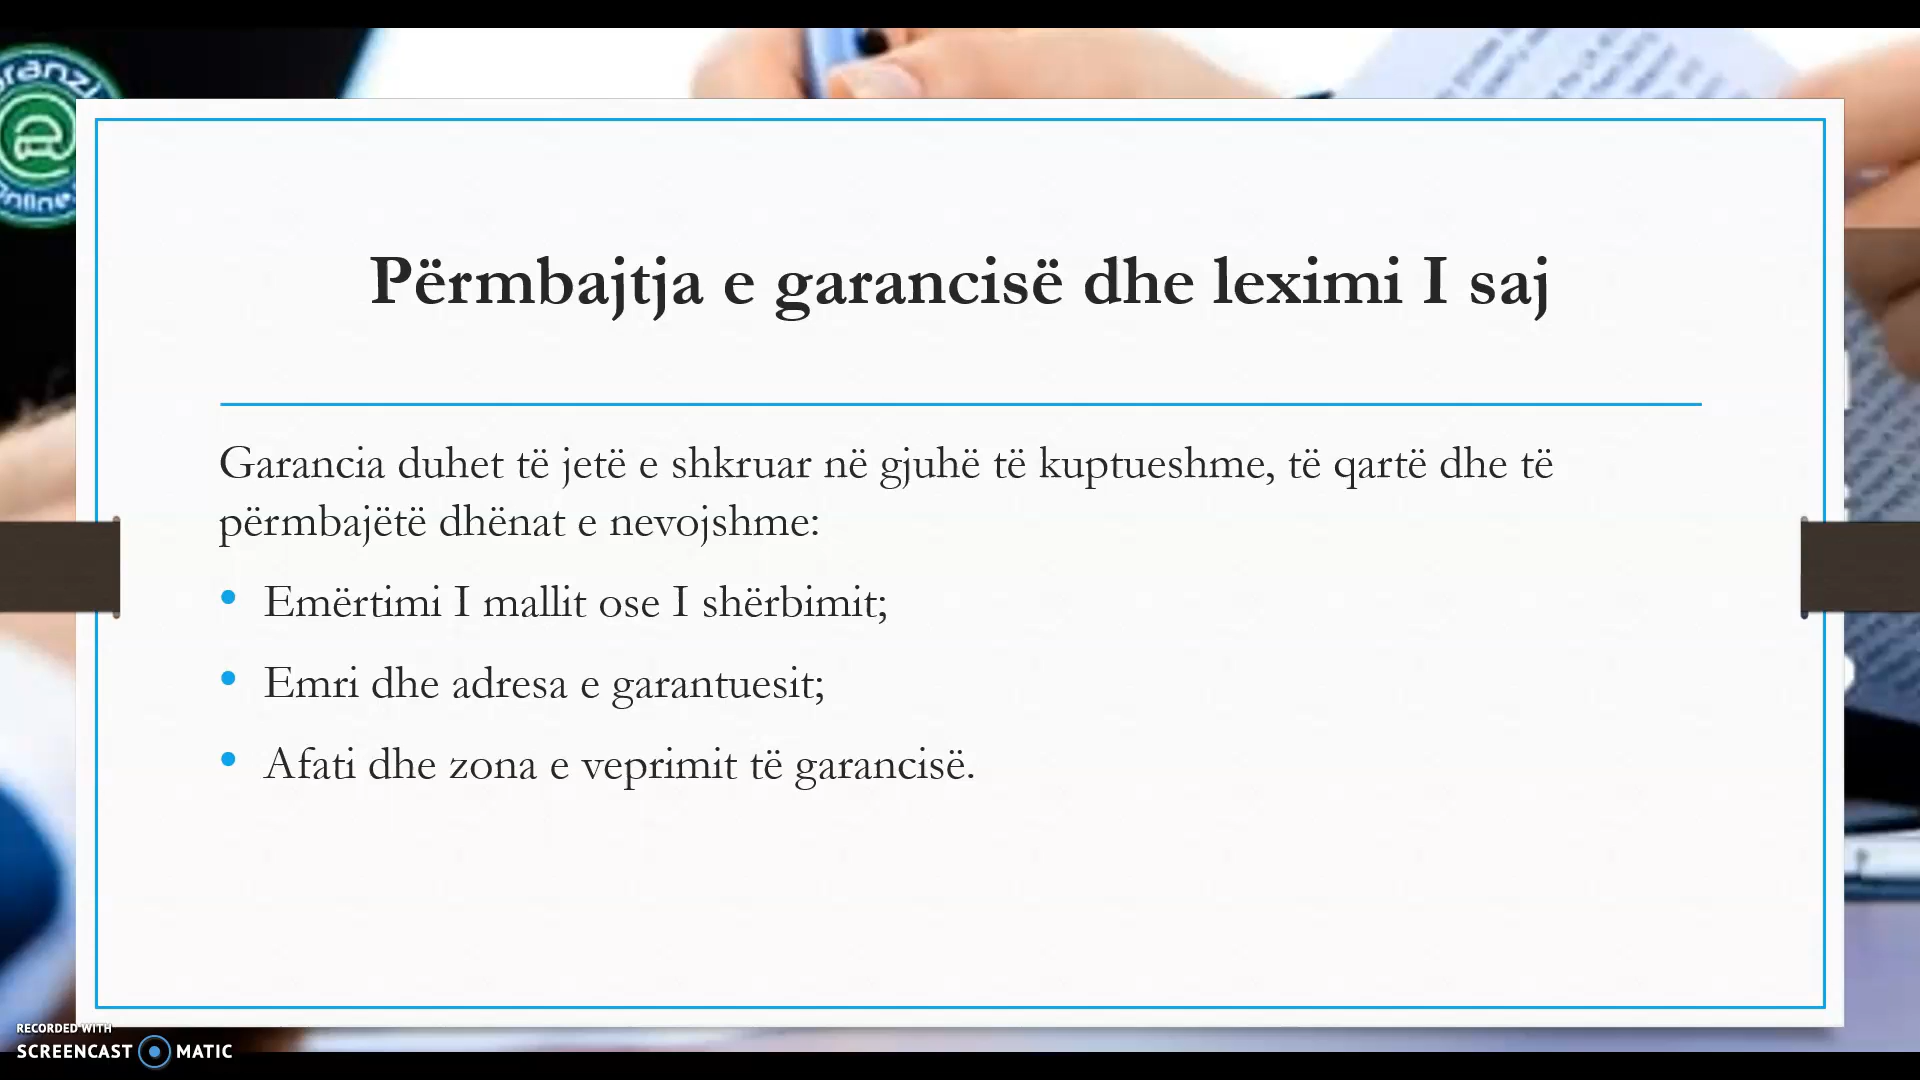 Përmbajtja e garancisë dhe leximi I saj
Garancia duhet të jetë e shkruar në gjuhë të kuptueshme, të qartë dhe të
përmbajëtë dhënat e nevojshme:
• Emërtimi I mallit ose I shërbimit;
• Emri dhe adresa e garantuesit;
• Afati dhe zona e veprimit të garancisë.
RECORDED WITH
SCREENCAST MATIC